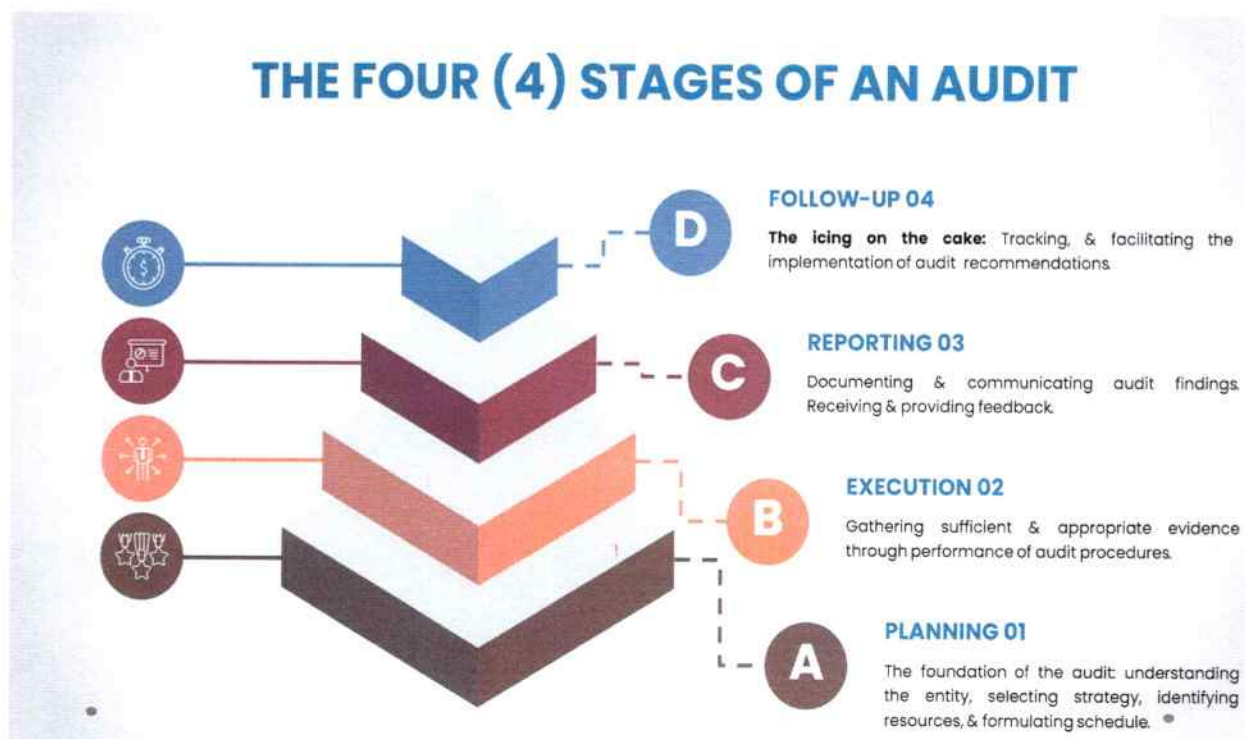 THE FOUR (4) STAGES OF AN AUDIT
D
FOLLOW-UP 04
The icing on the cake: Tracking, & facilitating the
implementation of audit recommendations.
C
REPORTING 03
Documenting & communicating audit findings.
Receiving & providing feedback.
B
EXECUTION 02
Gathering sufficient & appropriate evidence
through performance of audit procedures.
A
PLANNING 01
The foundation of the audit: understanding
the entity, selecting strategy, identifying
resources, & formulating schedule.
$